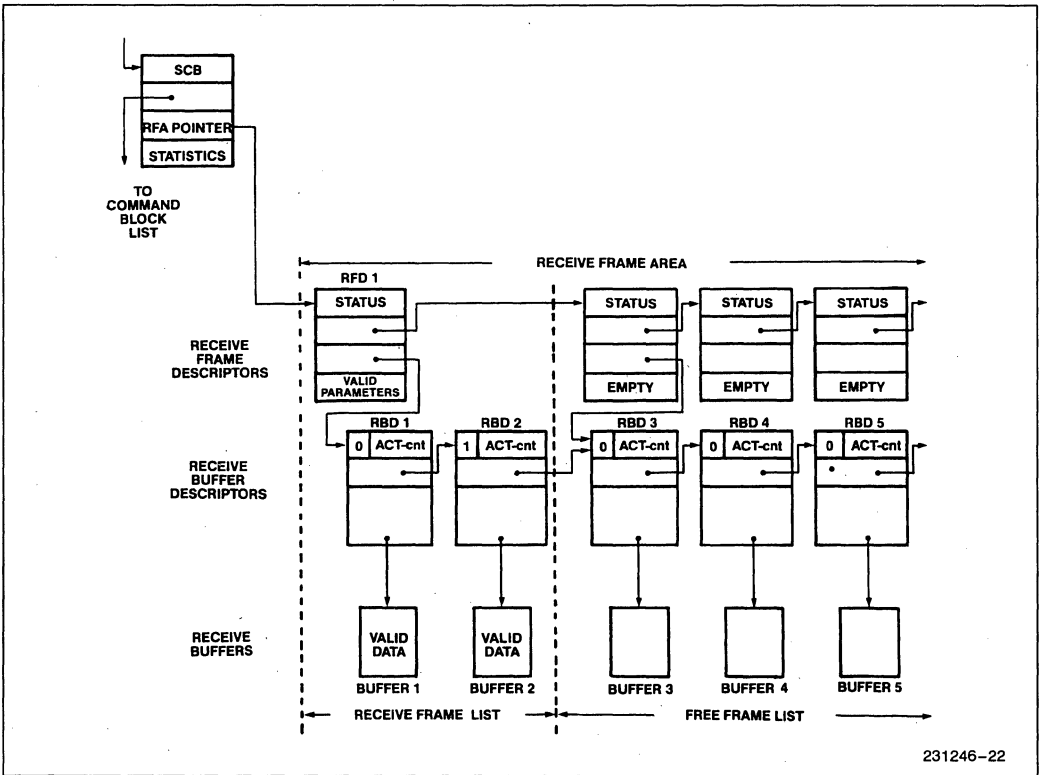 SCB
RFA POINTER
STATISTICS
TO
COMMAND
BLOCK
LIST
RECEIVE FRAME AREA
RFD 1
STATUS
STATUS
STATUS
STATUS
RECEIVE
FRAME
DESCRIPTORS
VALID
PARAMETERS
EMPTY
EMPTY
EMPTY
RBD 1
RBD 2
RBD 3
RBD 4
RBD 5
0 ACT-cnt
1 ACT-cnt
0 ACT-cnt
0 ACT-cnt
0 ACT-cnt
RECEIVE
BUFFER
DESCRIPTORS
RECEIVE
BUFFERS
VALID
DATA
VALID
DATA
BUFFER 1
BUFFER 2
BUFFER 3
BUFFER 4
BUFFER 5
RECEIVE FRAME LIST
FREE FRAME LIST
231246-22